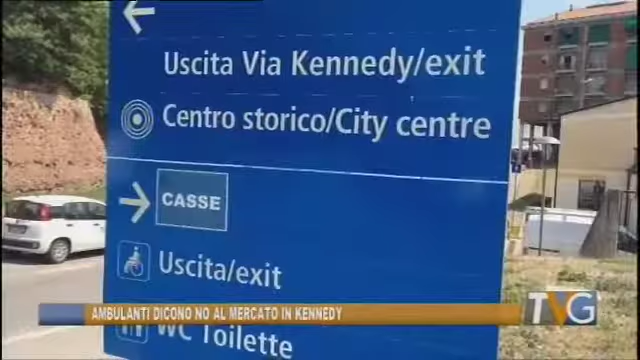 Uscita Via Kennedy/exit
Centro storico/City centre
CASSE
Uscita/exit
AMBULANTI DICONO NO AL MERCATO IN KENNEDY
TVG
WC Toilette